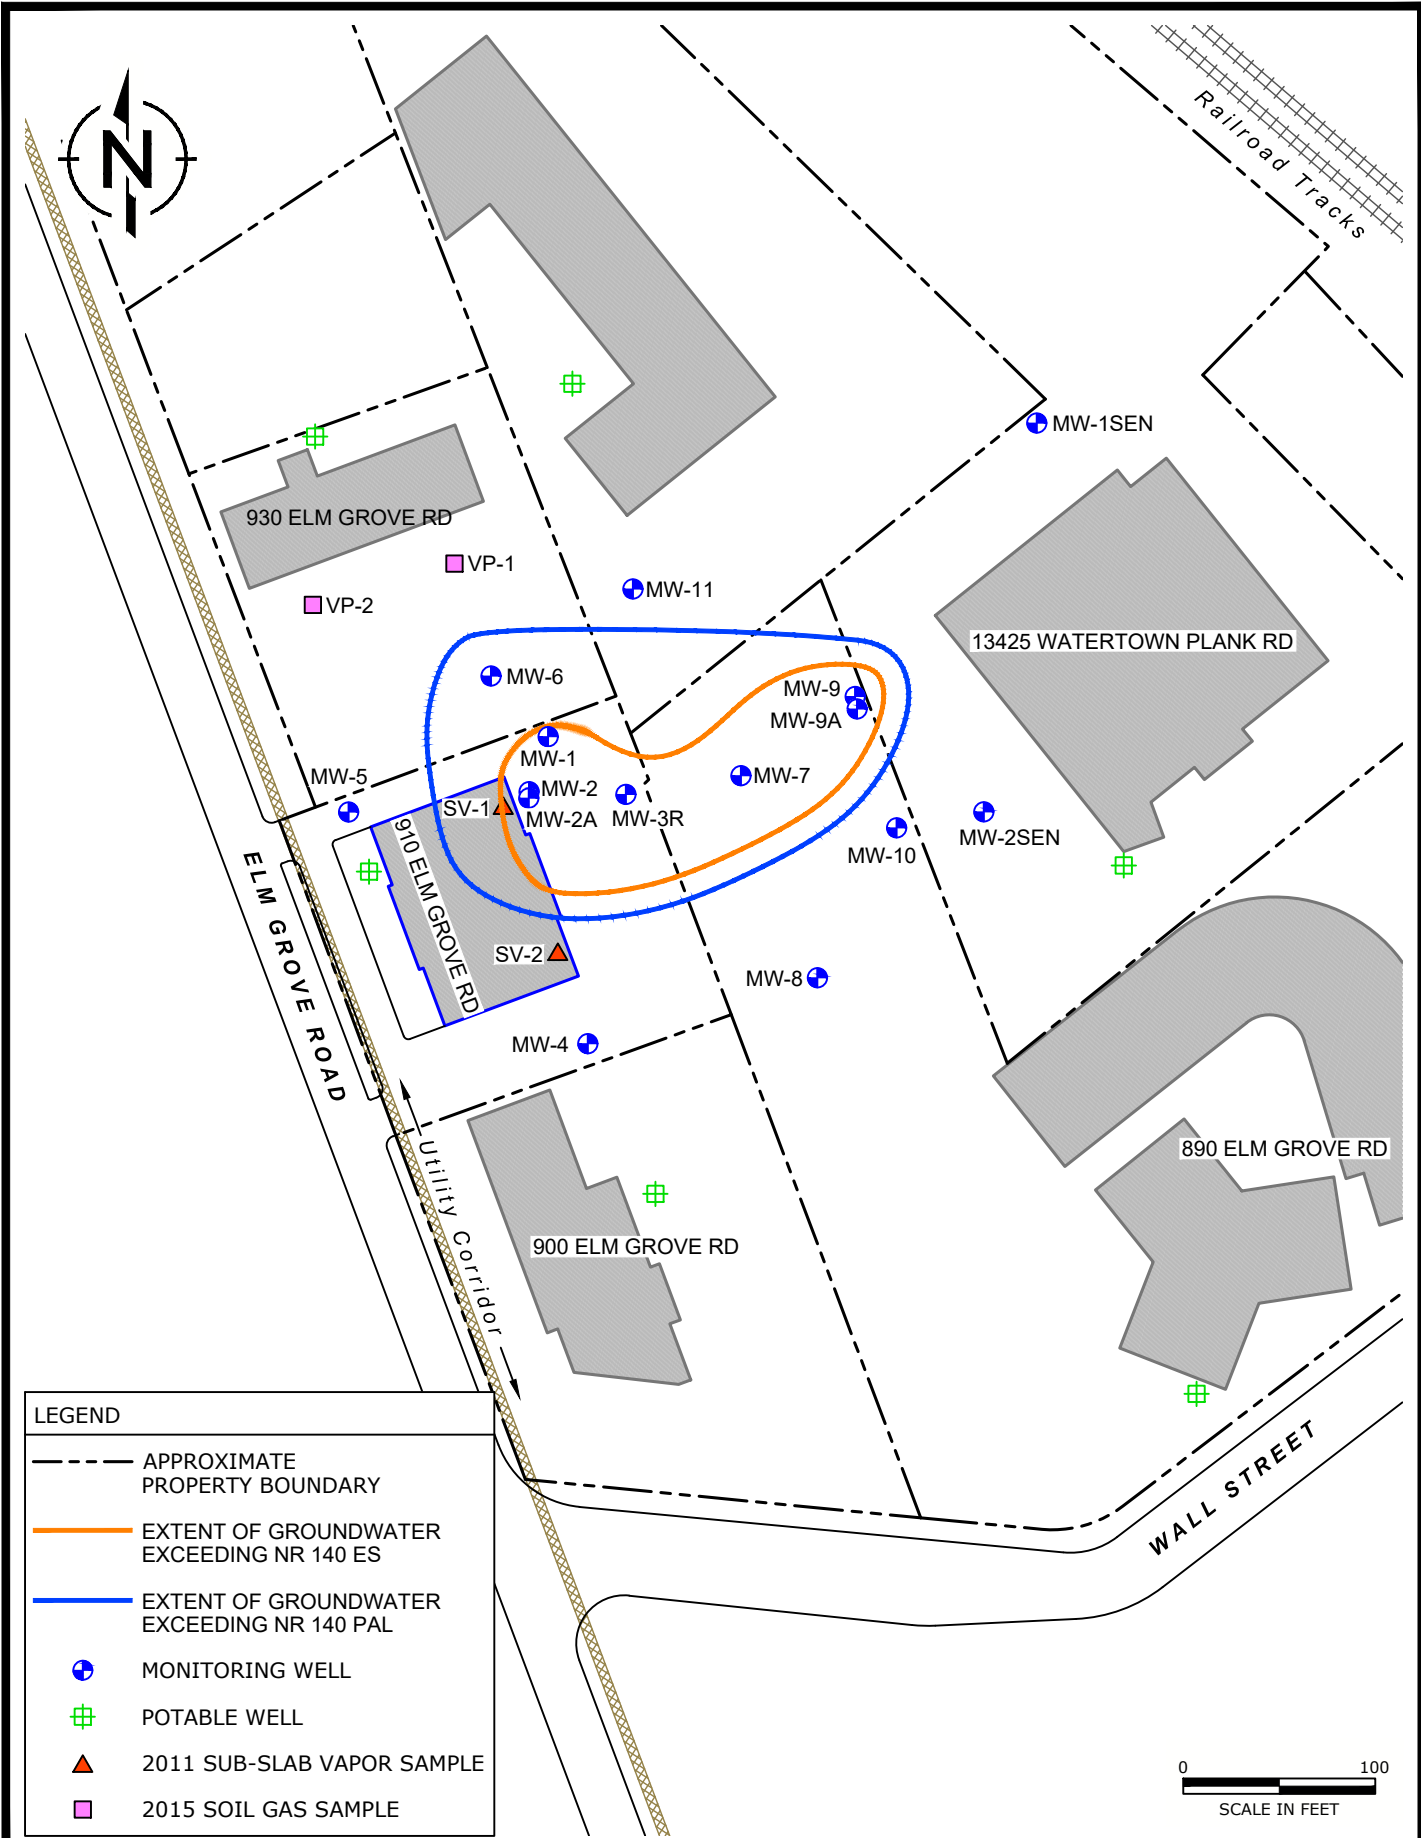 N
Railroad Tracks
MW-1SEN
930 ELM GROVE RD
VP-1
VP-2
MW-11
13425 WATERTOWN PLANK RD
MW-6
MW-9
MW-9A
MW-1
MW-5
MW-7
MW-2
SV-1
MW-2A
MW-3R
MW-2SEN
MW-10
910 ELM GROVE RD
ELM GROVE ROAD
SV-2
MW-8
MW-4
Utility Corridor
890 ELM GROVE RD
900 ELM GROVE RD
WALL STREET
LEGEND
APPROXIMATE
PROPERTY BOUNDARY
EXTENT OF GROUNDWATER
EXCEEDING NR 140 ES
EXTENT OF GROUNDWATER
EXCEEDING NR 140 PAL
MONITORING WELL
POTABLE WELL
2011 SUB-SLAB VAPOR SAMPLE
2015 SOIL GAS SAMPLE
0 100
SCALE IN FEET